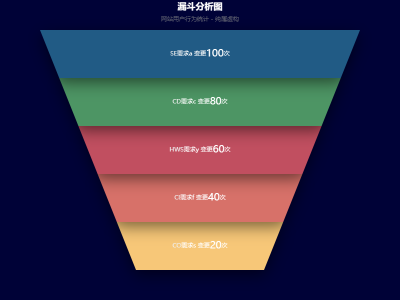 漏斗分析图
网站用户行为统计 - 纯属虚构
SE需求a 变更100次
CD需求c 变更80次
HWS需求y 变更60次
CI需求f 变更40次
CG需求s 变更20次